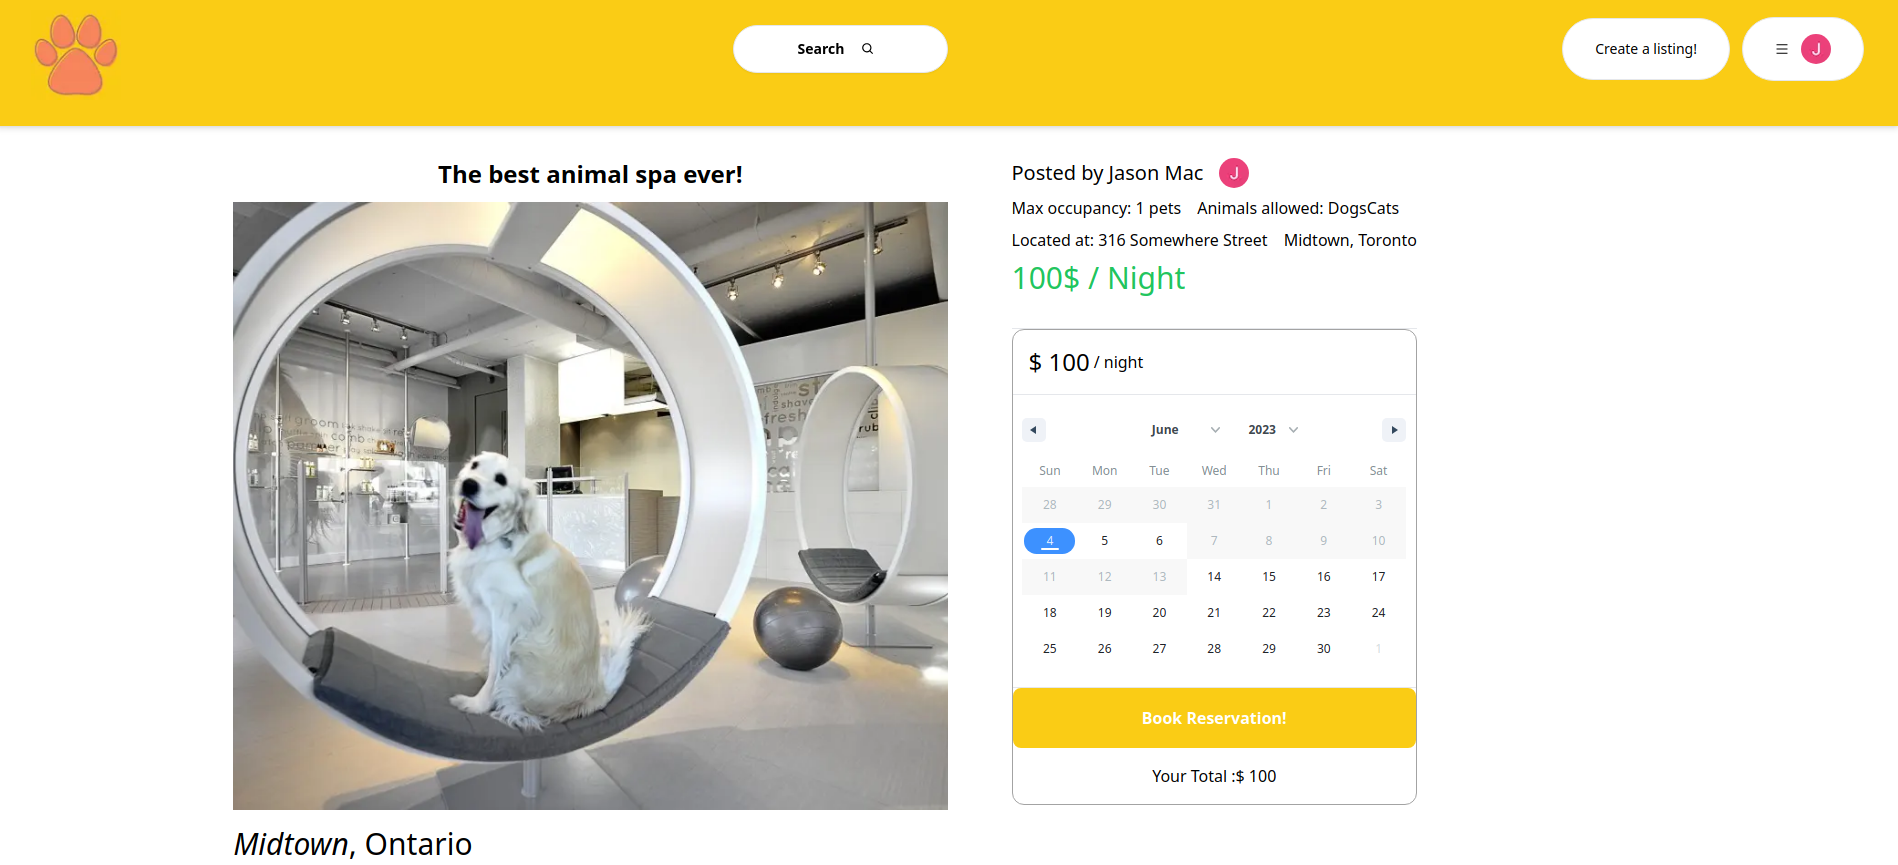 Search
Create a listing!
J
The best animal spa ever!
Posted by Jason Mac J
Max occupancy: 1 pets Animals allowed: DogsCats
Located at: 316 Somewhere Street Midtown, Toronto
100$ / Night
groom
comb
shave
fresh
$ 100 / night
June 2023
Sun Mon Tue Wed Thu Fri Sat
28 29 30 31 1 2 3
4 5 6 7 8 9 10
11 12 13 14 15 16 17
18 19 20 21 22 23 24
25 26 27 28 29 30 1
Book Reservation!
Your Total :$ 100
Midtown, Ontario